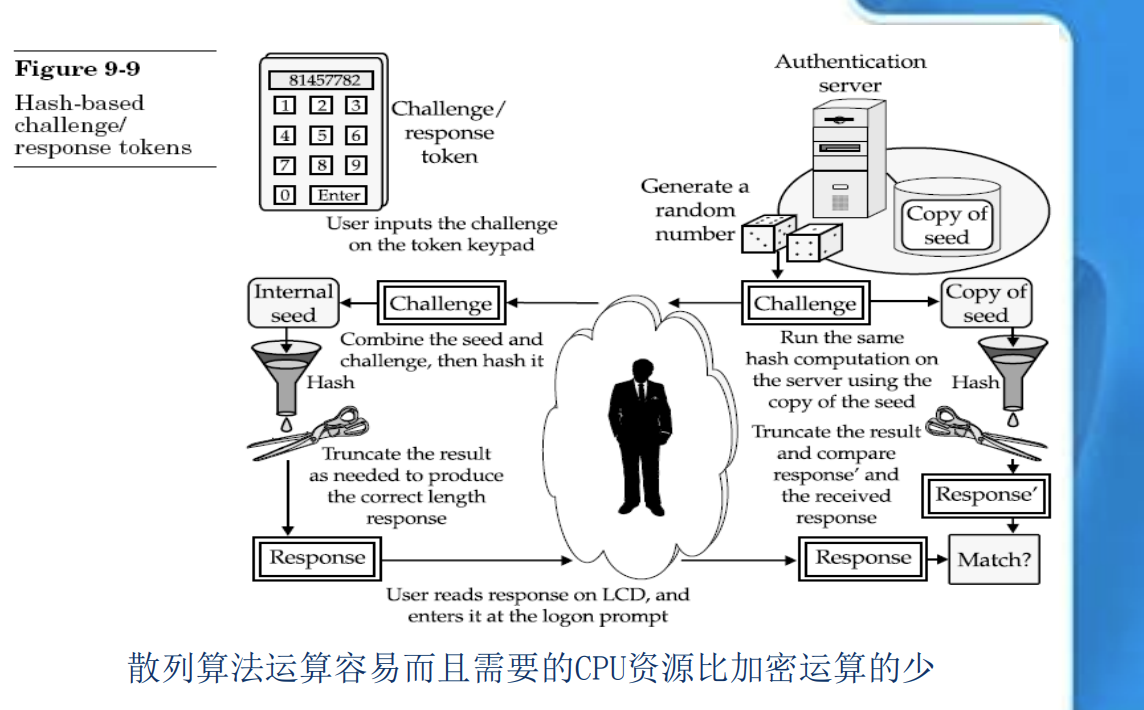 Figure 9-9
Hash-based
challenge/
response tokens
81457782
1 2 3
4 5 6
7 8 9
0 Enter
Challenge/
response
token
User inputs the challenge
on the token keypad
Authentication
server
Generate a
random
number
Copy of
seed
Internal
seed
Challenge
Challenge
Copy of
seed
Combine the seed and
challenge, then hash it
Hash
Run the same
hash computation on
the server using the
copy of the seed
Hash
Truncate the result
as needed to produce
the correct length
response
Truncate the result
and compare
response′ and
the received
response
Response′
Response
Response
Match?
User reads response on LCD, and
enters it at the logon prompt
散列算法运算容易而且需要的CPU资源比加密运算的少